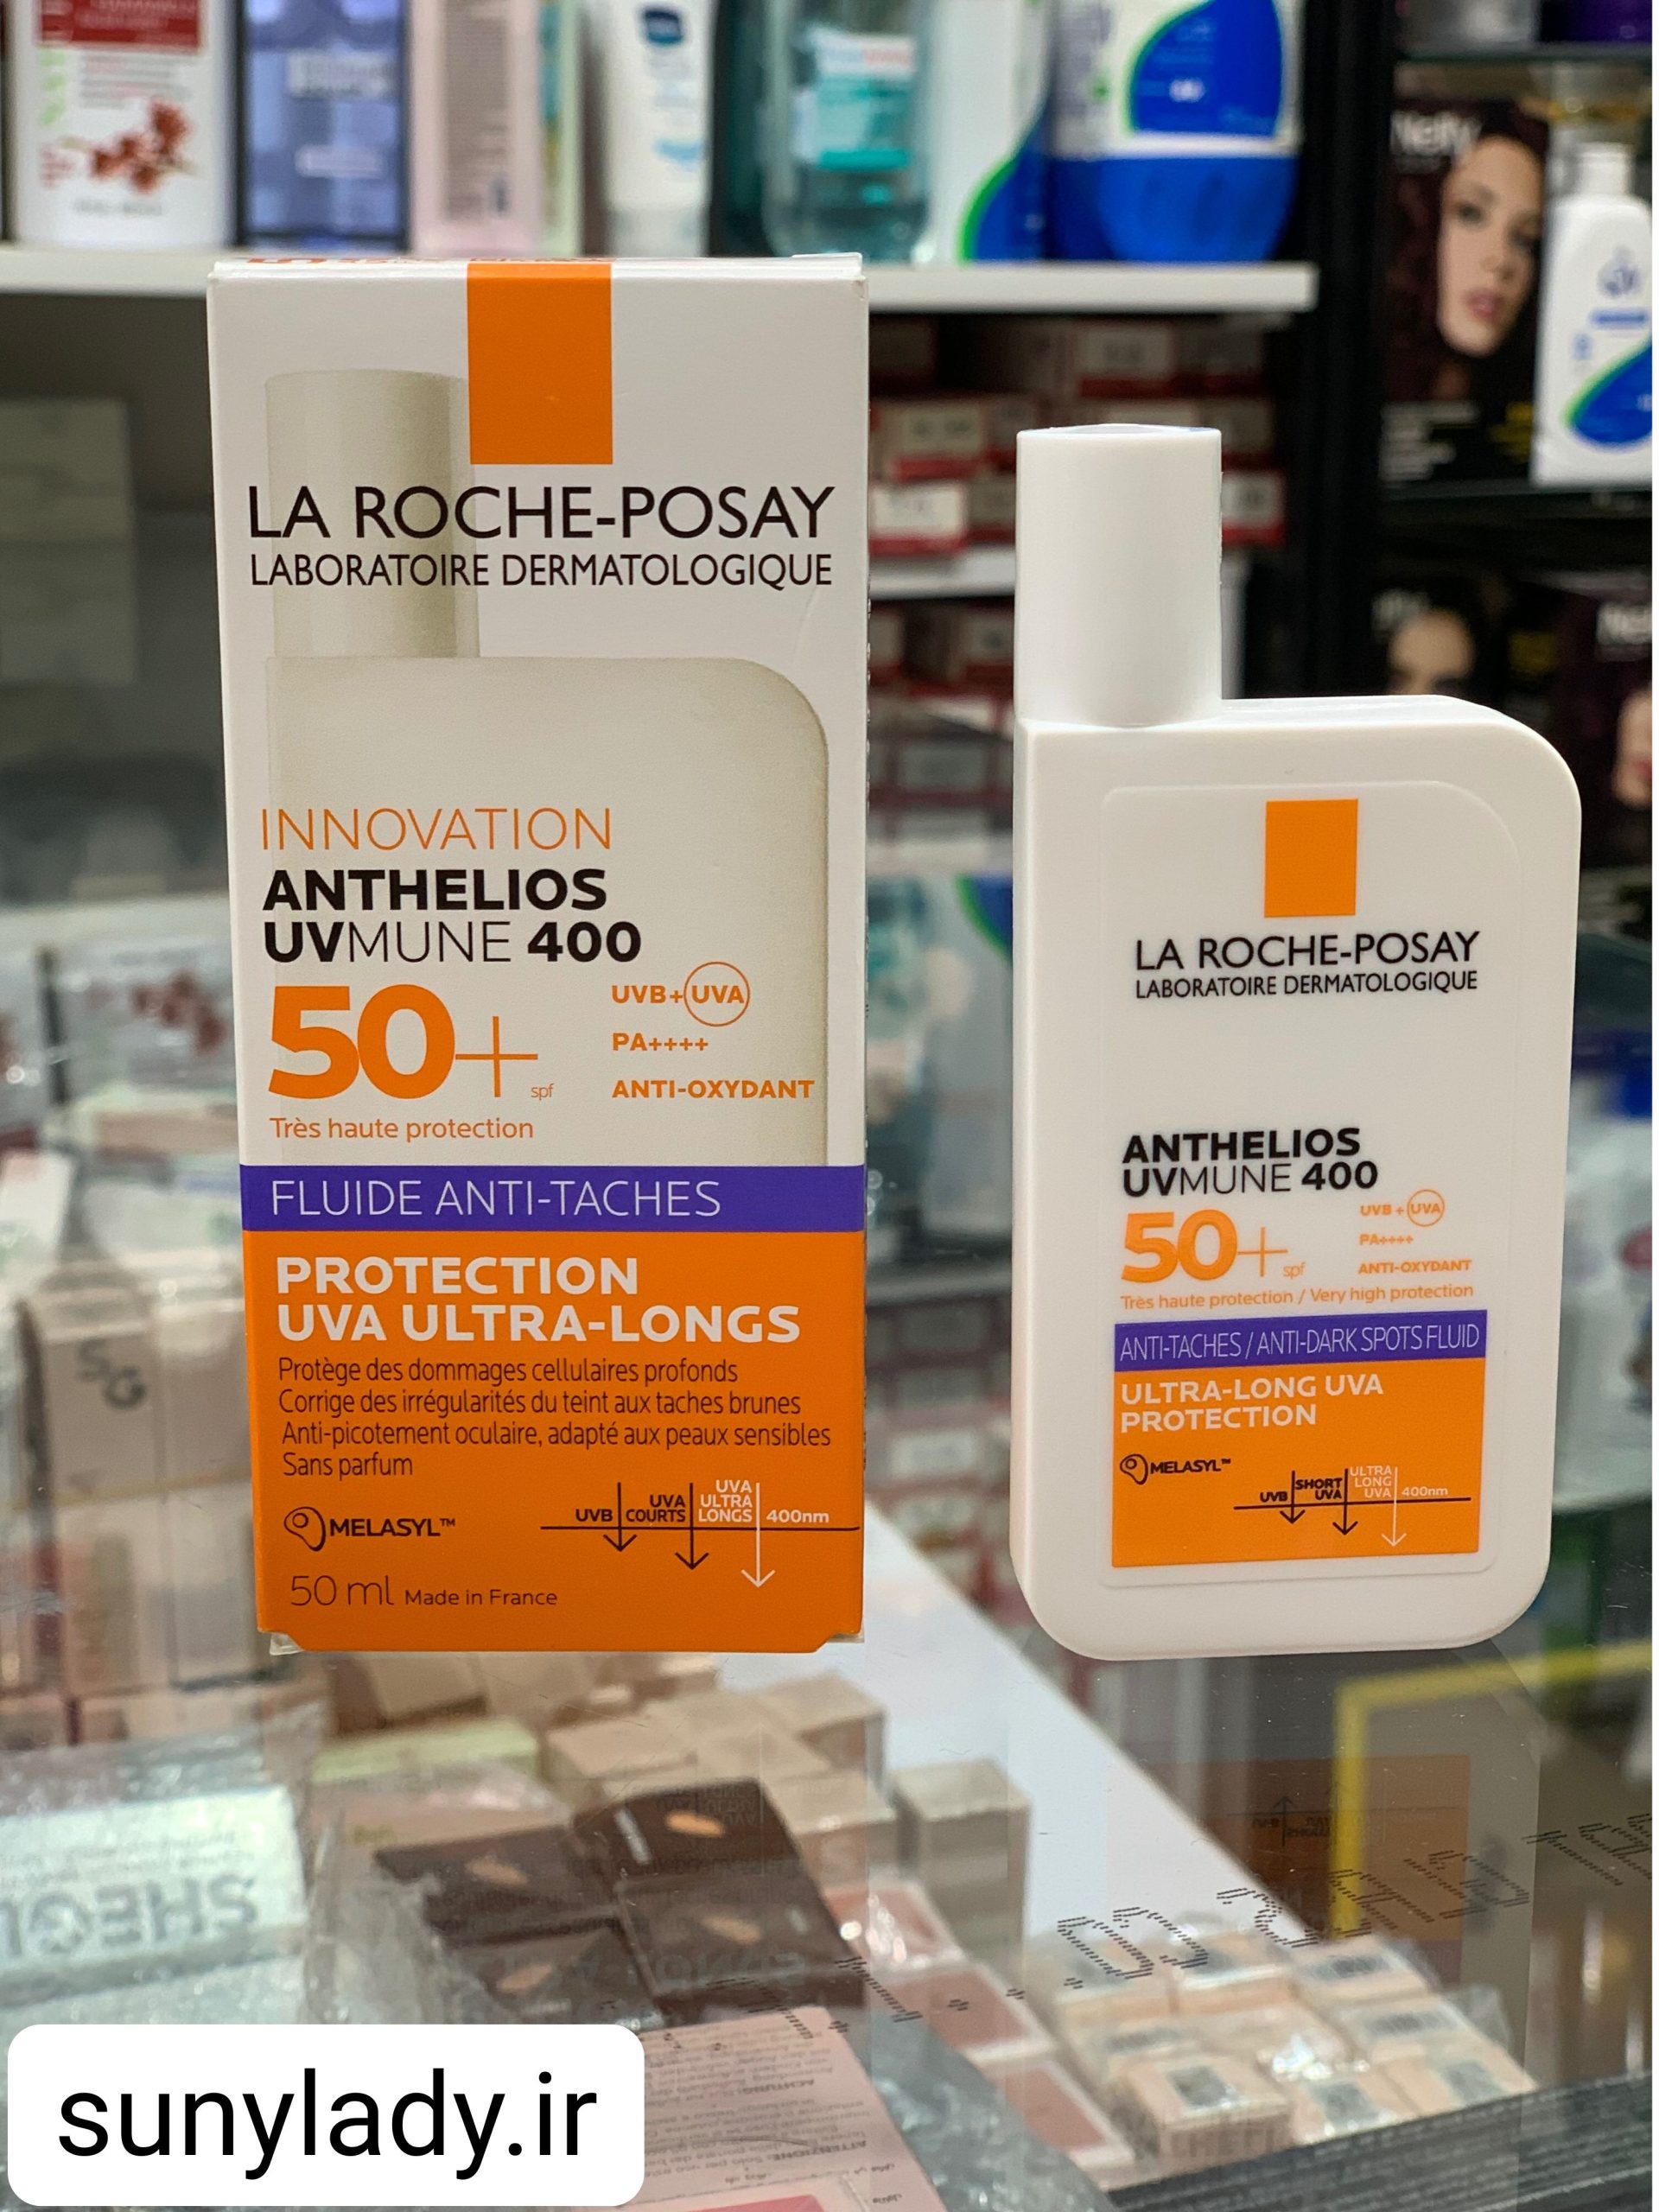 LA ROCHE-POSAY
LABORATOIRE DERMATOLOGIQUE
INNOVATION
ANTHELIOS
UVMUNE 400
50+ spf
UVB+UVA
PA++++
ANTI-OXYDANT
Très haute protection
FLUIDE ANTI-TACHES
PROTECTION
UVA ULTRA-LONGS
Protège des dommages cellulaires profonds
Corrige des irrégularités du teint aux taches brunes
Anti-picotement oculaire, adapté aux peaux sensibles
Sans parfum
MELASYL™
UVB
UVA COURTS
UVA ULTRA LONGS
400nm
50 ml Made in France
LA ROCHE-POSAY
LABORATOIRE DERMATOLOGIQUE
ANTHELIOS
UVMUNE 400
50+ spf
UVB+UVA
PA++++
ANTI-OXYDANT
Très haute protection / Very high protection
ANTI-TACHES / ANTI-DARK SPOTS FLUID
ULTRA-LONG UVA
PROTECTION
MELASYL™
UVB
SHORT UVA
ULTRA LONG UVA
400nm
Nelly
SG
sunylady.ir